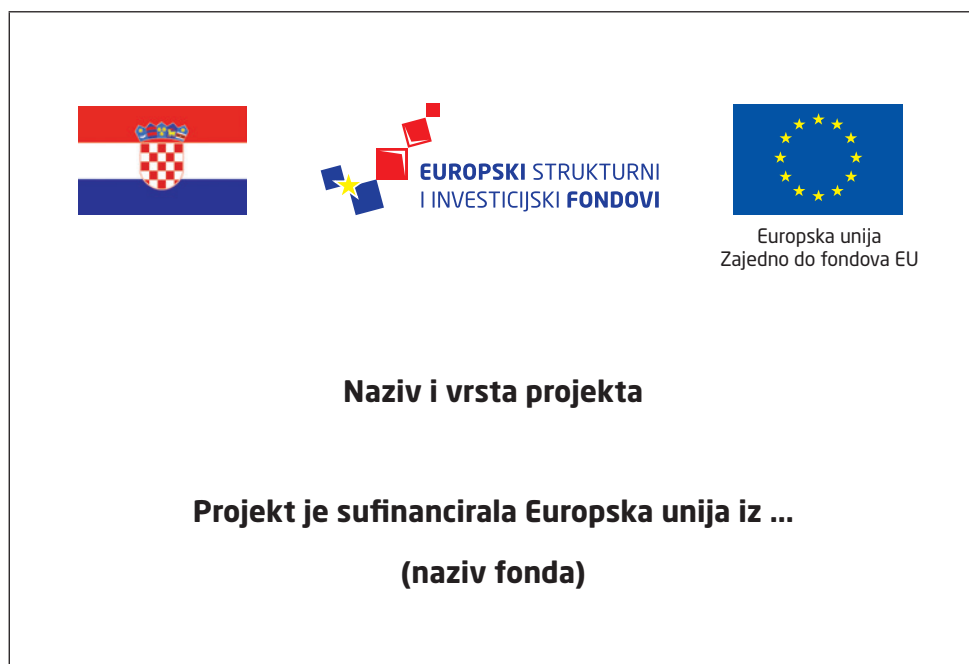 EUROPSKI STRUKTURNI
I INVESTICIJSKI FONDOVI
Europska unija
Zajedno do fondova EU
Naziv i vrsta projekta
Projekt je sufinancirala Europska unija iz ...
(naziv fonda)